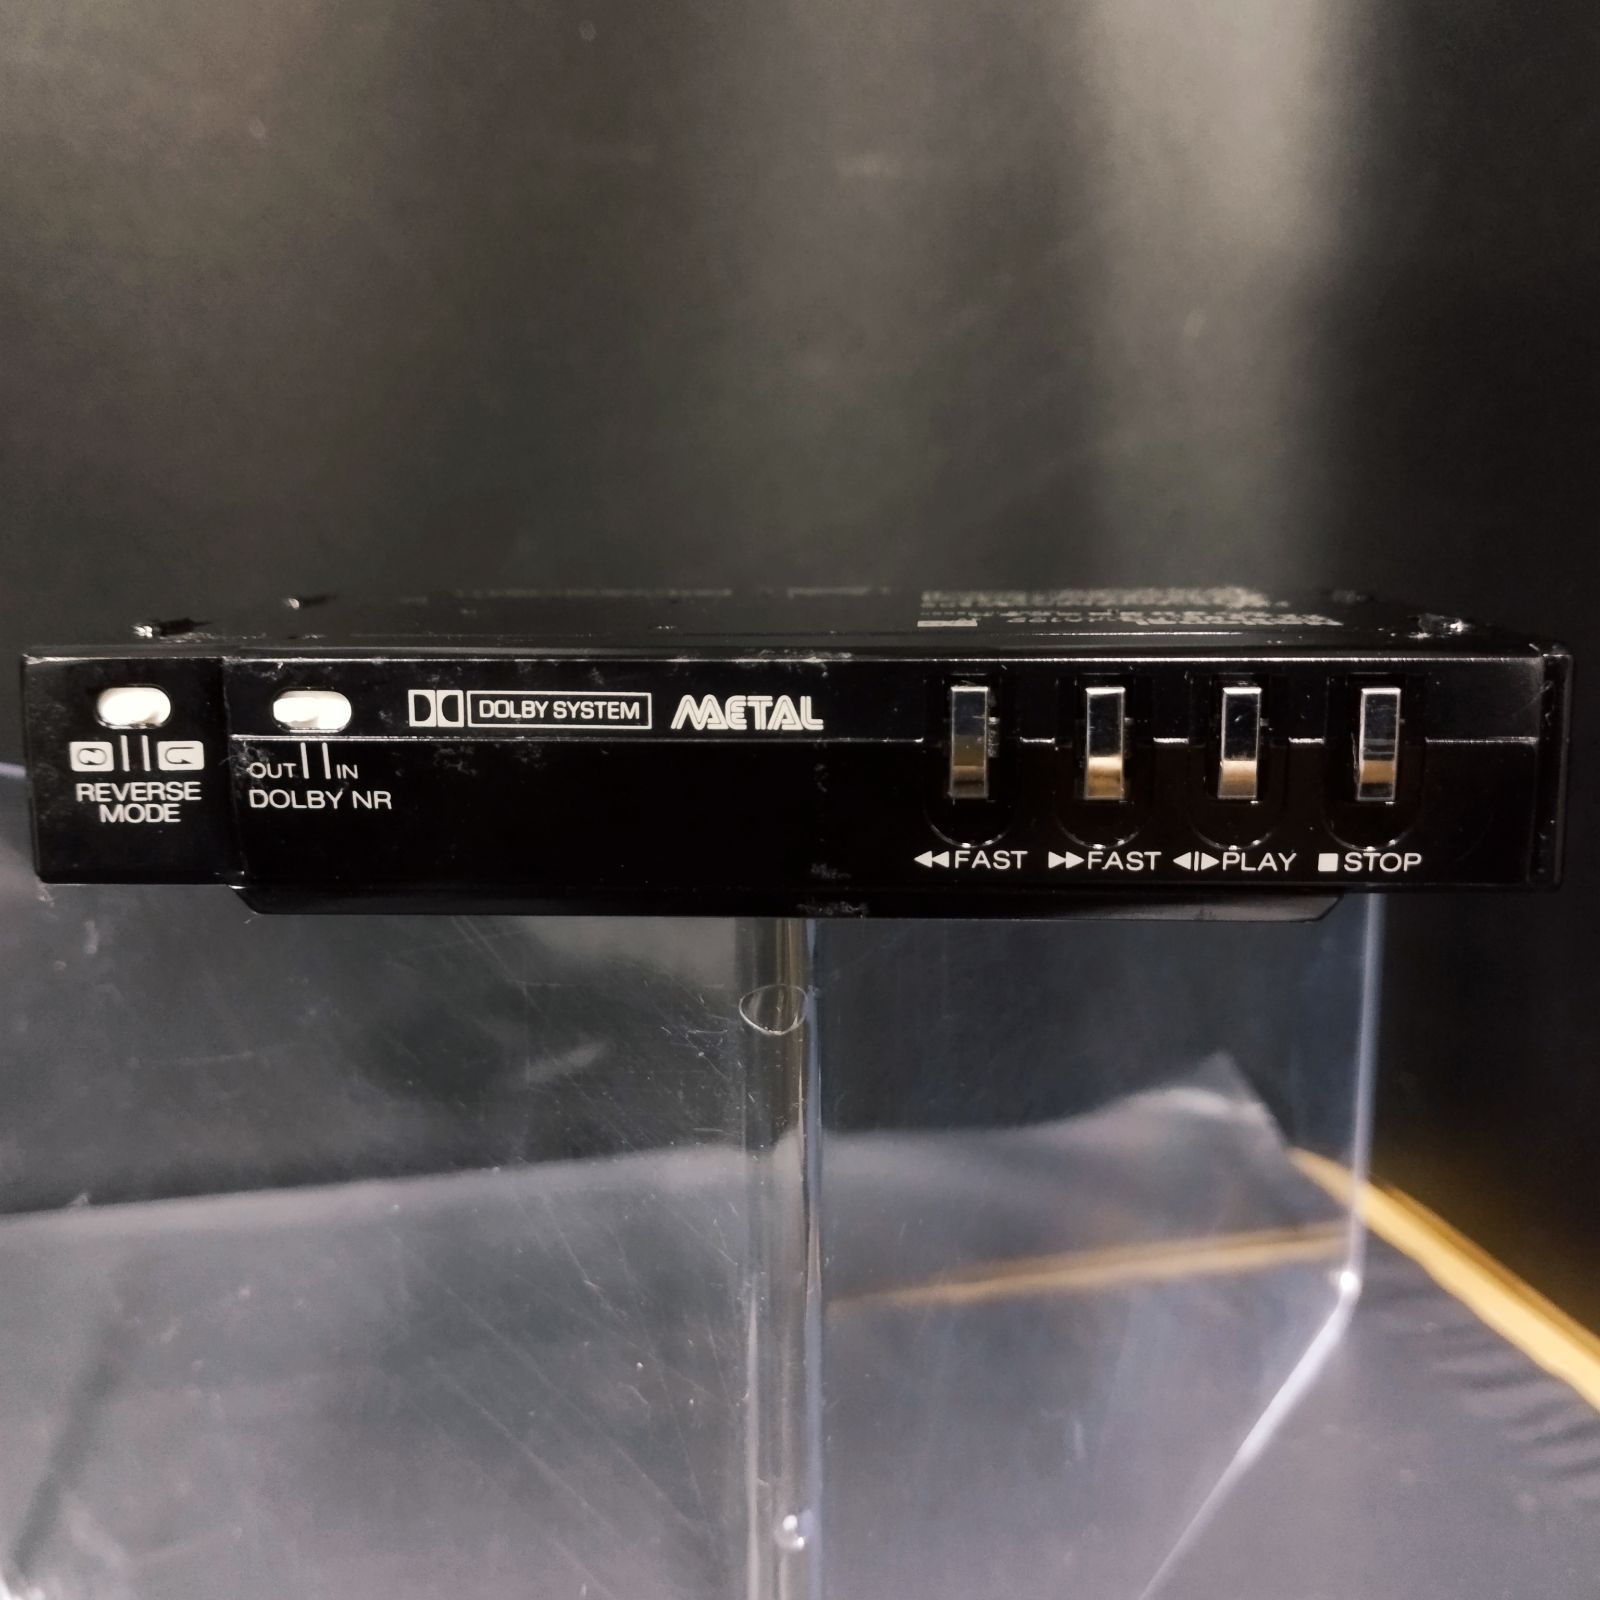 DOLBY SYSTEM METAL
OUT IN
REVERSE
MODE
DOLBY NR
FAST FAST PLAY STOP